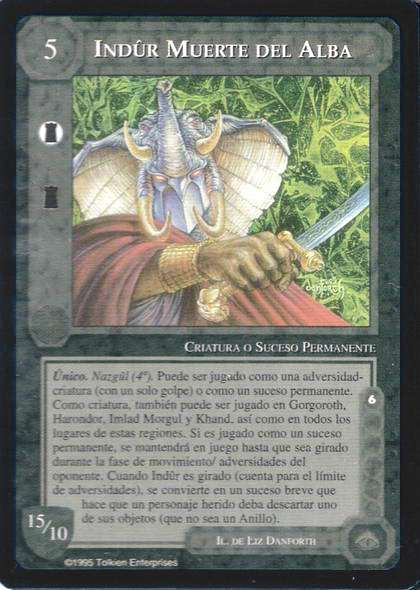 5
INDÛR MUERTE DEL ALBA
danforth
CRIATURA O SUCESO PERMANENTE
Único. Nazgûl (4º). Puede ser jugado como una adversidad-
criatura (con un solo golpe) o como un suceso permanente.
Como criatura, también puede ser jugado en Gorgoroth,
Harondor, Imlad Morgul y Khand, así como en todos los
lugares de estas regiones. Si es jugado como un suceso
permanente, se mantendrá en juego hasta que sea girado
durante la fase de movimiento/ adversidades del
oponente. Cuando Indûr es girado (cuenta para el límite
de adversidades), se convierte en un suceso breve que
hace que un personaje herido deba descartar uno
de sus objetos (que no sea un Anillo).
6
15/10
IL. DE LIZ DANFORTH
©1995 Tolkien Enterprises